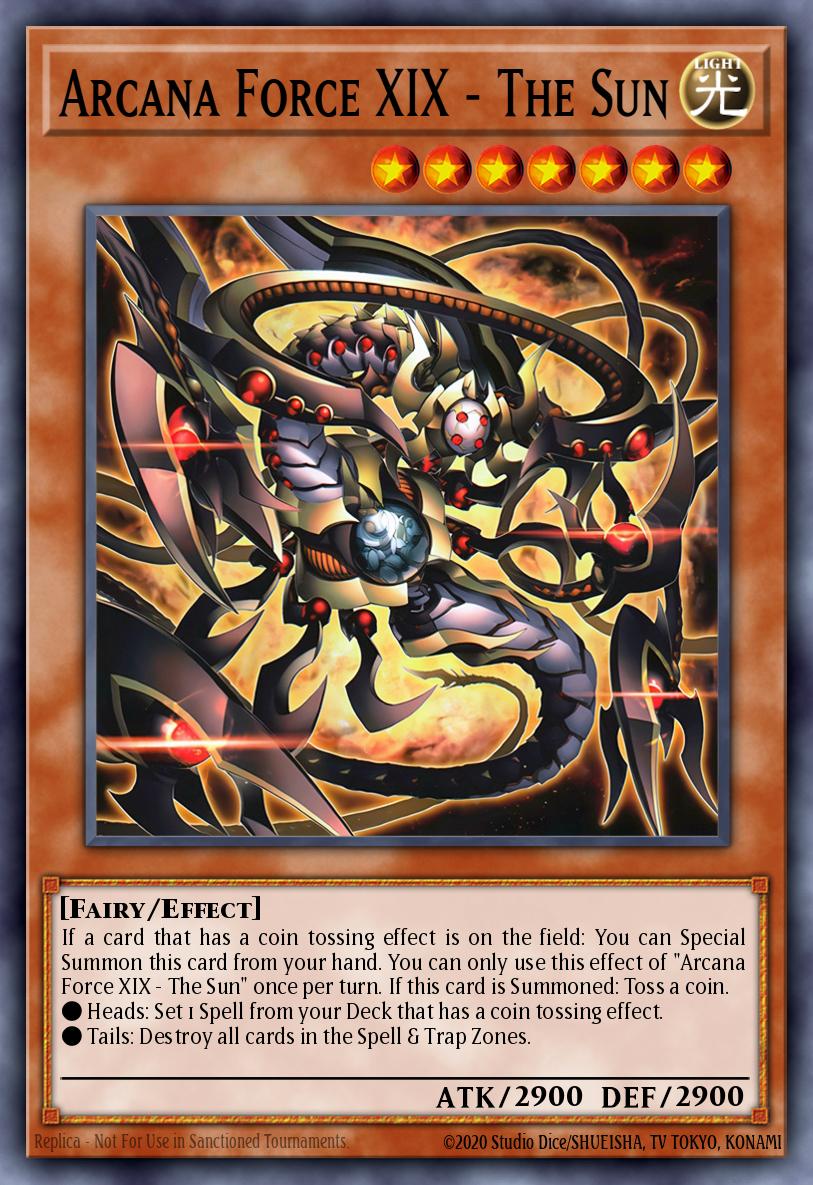 Arcana Force XIX - The Sun
LIGHT
光
[Fairy/Effect]
If a card that has a coin tossing effect is on the field: You can Special
Summon this card from your hand. You can only use this effect of "Arcana
Force XIX - The Sun" once per turn. If this card is Summoned: Toss a coin.
● Heads: Set 1 Spell from your Deck that has a coin tossing effect.
● Tails: Destroy all cards in the Spell & Trap Zones.
ATK/2900 DEF/2900
Replica - Not For Use in Sanctioned Tournaments.
©2020 Studio Dice/SHUEISHA, TV TOKYO, KONAMI